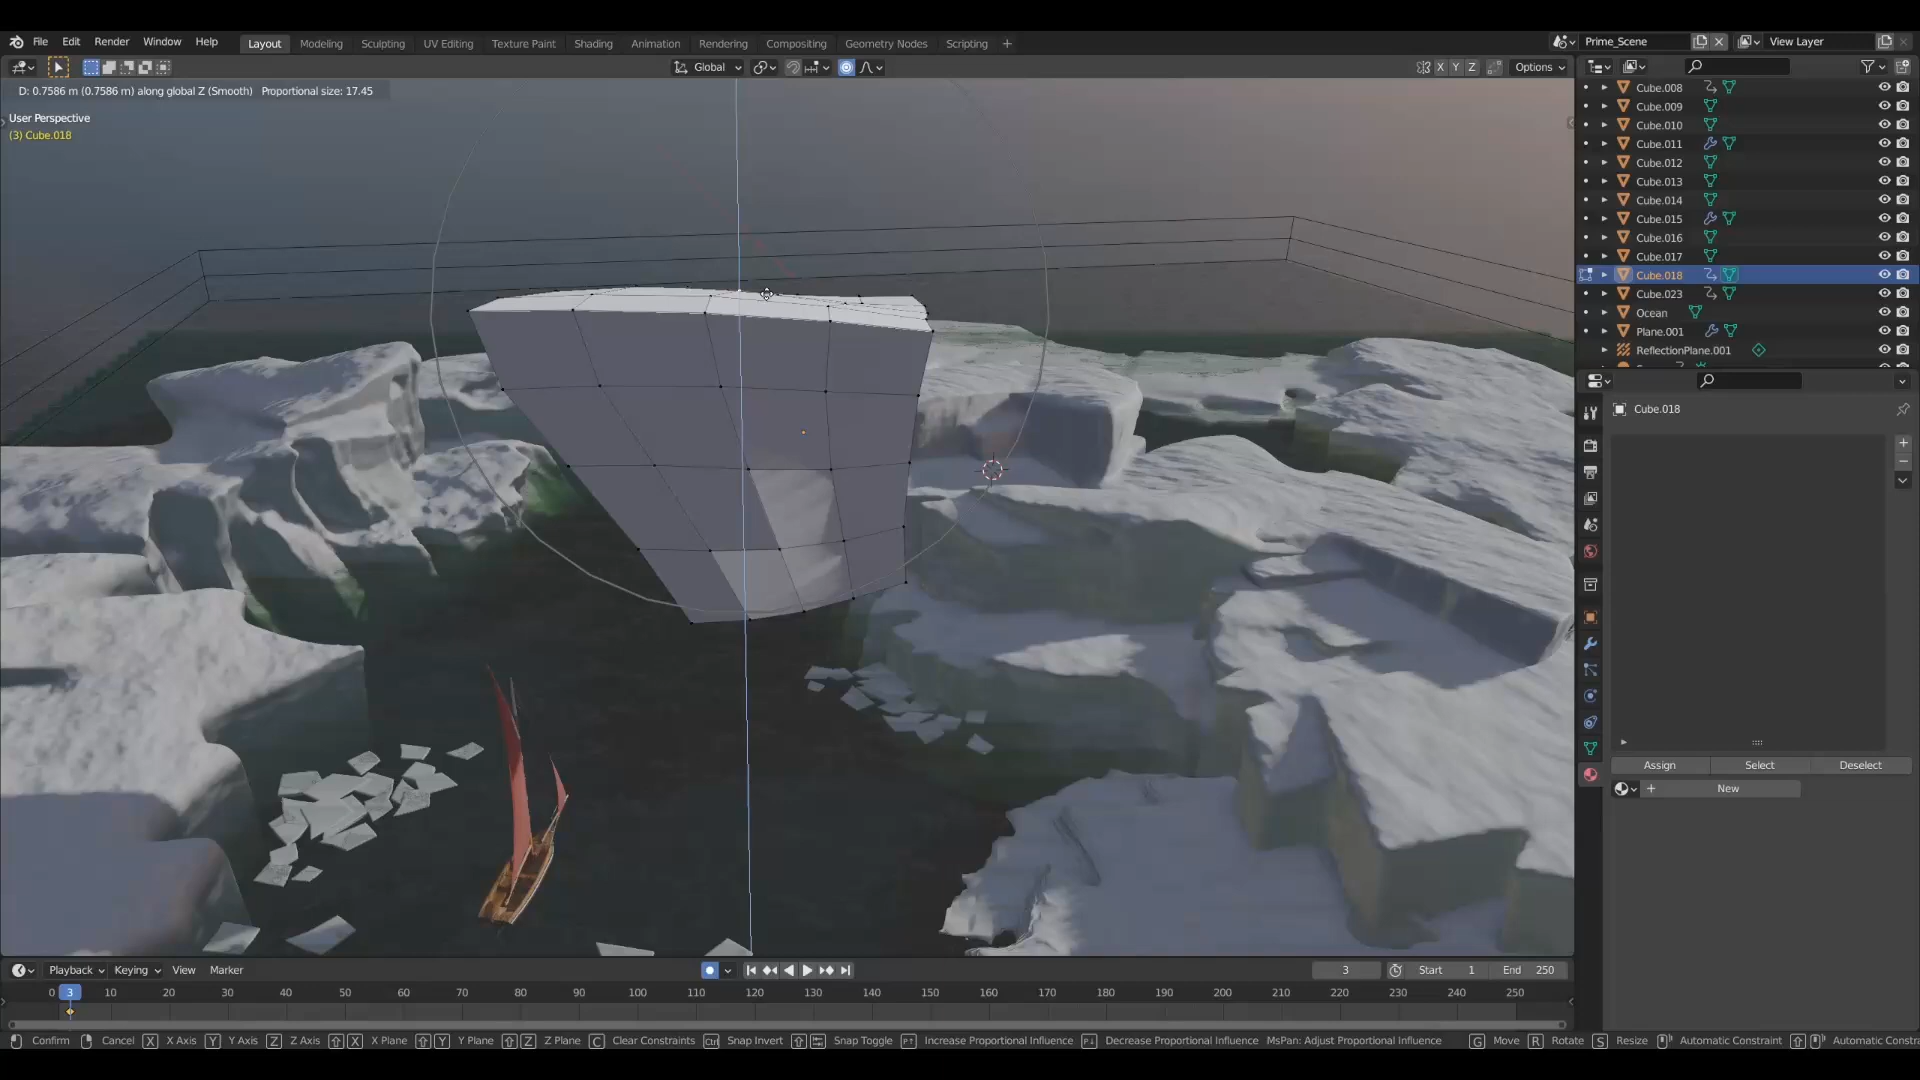 File Edit Render Window Help Layout Modeling Sculpting UV Editing Texture Paint Shading Animation Rendering Compositing Geometry Nodes Scripting + Prime_Scene View Layer
Global X Y Z Options
D: 0.7586 m (0.7586 m) along global Z (Smooth) Proportional size: 17.45
User Perspective
(3) Cube.018
Cube.008
Cube.009
Cube.010
Cube.011
Cube.012
Cube.013
Cube.014
Cube.015
Cube.016
Cube.017
Cube.018
Cube.023
Ocean
Plane.001
ReflectionPlane.001
Cube.018
Assign Select Deselect
New
Playback Keying View Marker 3 Start 1 End 250
0 3 10 20 30 40 50 60 70 80 90 100 110 120 130 140 150 160 170 180 190 200 210 220 230 240 250
Confirm Cancel X X Axis Y Y Axis Z Z Axis X X Plane Y Y Plane Z Z Plane C Clear Constraints Ctrl Snap Invert Snap Toggle Increase Proportional Influence Decrease Proportional Influence MsPan: Adjust Proportional Influence G Move R Rotate S Resize Automatic Constraint Automatic Constra